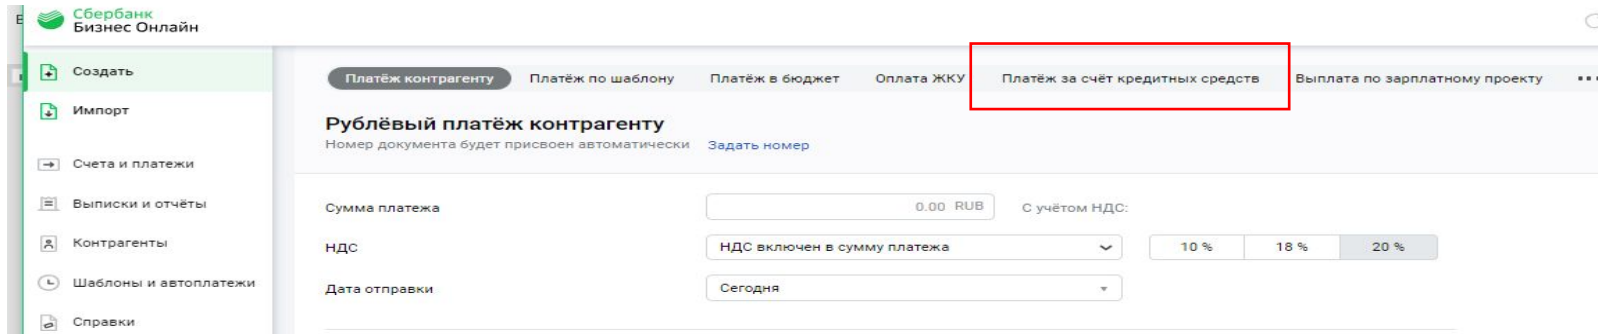 Сбербанк
Бизнес Онлайн
Создать
Импорт
Счета и платежи
Выписки и отчёты
Контрагенты
Шаблоны и автоплатежи
Справки
Платёж контрагенту Платёж по шаблону Платёж в бюджет Оплата ЖКУ Платёж за счёт кредитных средств Выплата по зарплатному проекту
Рублёвый платёж контрагенту
Номер документа будет присвоен автоматически Задать номер
Сумма платежа 0.00 RUB С учётом НДС:
НДС НДС включен в сумму платежа 10 % 18 % 20 %
Дата отправки Сегодня